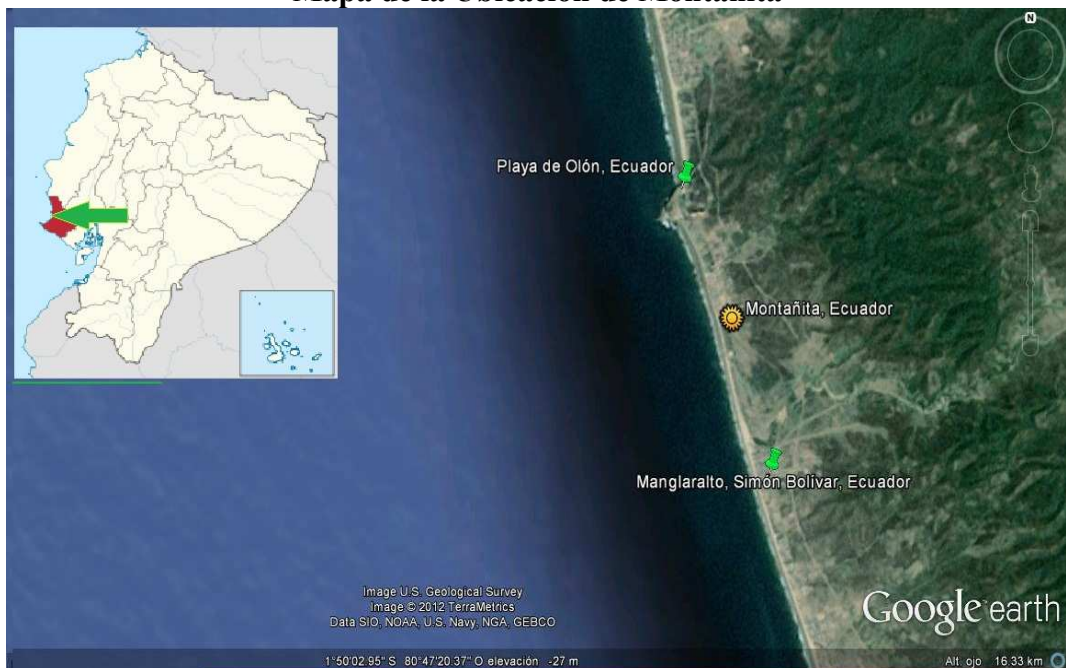 Mapa de la Ubicación de Montañita
N
Playa de Olón, Ecuador
Montañita, Ecuador
Manglaralto, Simón Bolívar, Ecuador
Image U.S. Geological Survey
Image © 2012 TerraMetrics
Data SIO, NOAA, U.S. Navy, NGA, GEBCO
Google earth
1°50'02.95" S 80°47'20.37" O elevación -27 m
Alt. ojo 16.33 km